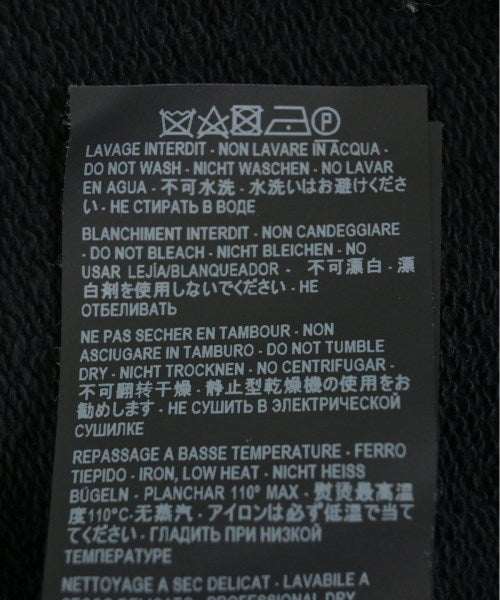 LAVAGE INTERDIT - NON LAVARE IN ACQUA -
DO NOT WASH - NICHT WASCHEN - NO LAVAR
EN AGUA - 不可水洗 - 水洗いはお避けくださ
い - НЕ СТИРАТЬ В ВОДЕ
BLANCHIMENT INTERDIT - NON CANDEGGIARE
- DO NOT BLEACH - NICHT BLEICHEN - NO
USAR LEJÍA/BLANQUEADOR - 不可漂白 - 漂
白剤を使用しないでください - НЕ
ОТБЕЛИВАТЬ
NE PAS SECHER EN TAMBOUR - NON
ASCIUGARE IN TAMBURO - DO NOT TUMBLE
DRY - NICHT TROCKNEN - NO CENTRIFUGAR -
不可翻转干燥 - 静止型乾燥機の使用をお
勧めします - НЕ СУШИТЬ В ЭЛЕКТРИЧЕСКОЙ
СУШИЛКЕ
REPASSAGE A BASSE TEMPERATURE - FERRO
TIEPIDO - IRON, LOW HEAT - NICHT HEISS
BÜGELN - PLANCHAR 110º MAX - 熨烫最高温
度110°C-无蒸汽 - アイロンは必ず低温で当て
てください - ГЛАДИТЬ ПРИ НИЗКОЙ
ТЕМПЕРАТУРЕ
NETTOYAGE A SEC DELICAT - LAVABILE A
SECCO DELICATO - PROFESSIONAL DRY